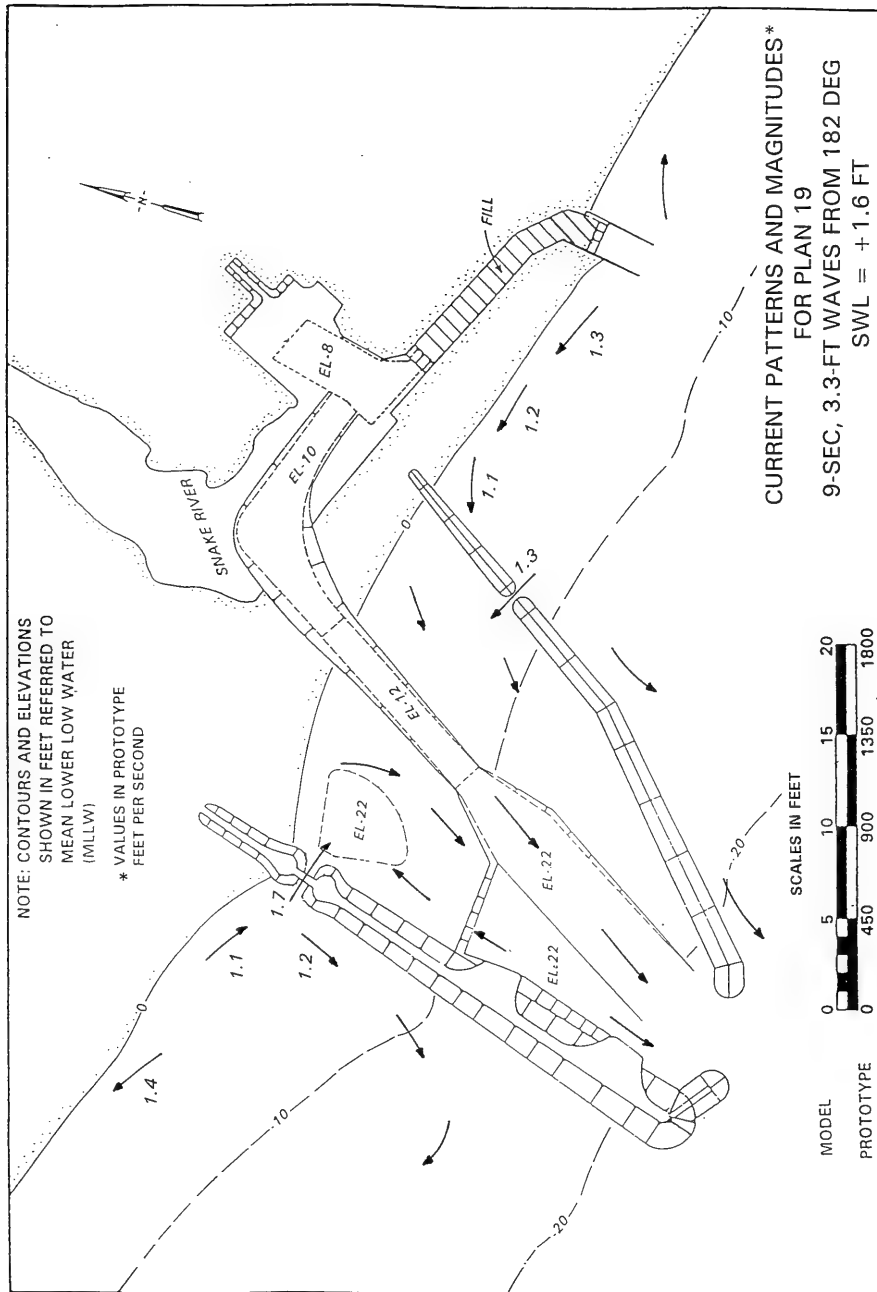 NOTE: CONTOURS AND ELEVATIONS
SHOWN IN FEET REFERRED TO
MEAN LOWER LOW WATER
(MLLW)
* VALUES IN PROTOTYPE
FEET PER SECOND
-N-
SNAKE RIVER
EL-8
EL-10
FILL
EL-12
EL-22
EL-22
EL-22
0
0
-10
-10
-20
-20
1.4
1.1
1.2
1.7
1.3
1.1
1.2
1.3
CURRENT PATTERNS AND MAGNITUDES*
FOR PLAN 19
9-SEC, 3.3-FT WAVES FROM 182 DEG
SWL = +1.6 FT
SCALES IN FEET
MODEL 0 5 10 15 20
PROTOTYPE 0 450 900 1350 1800